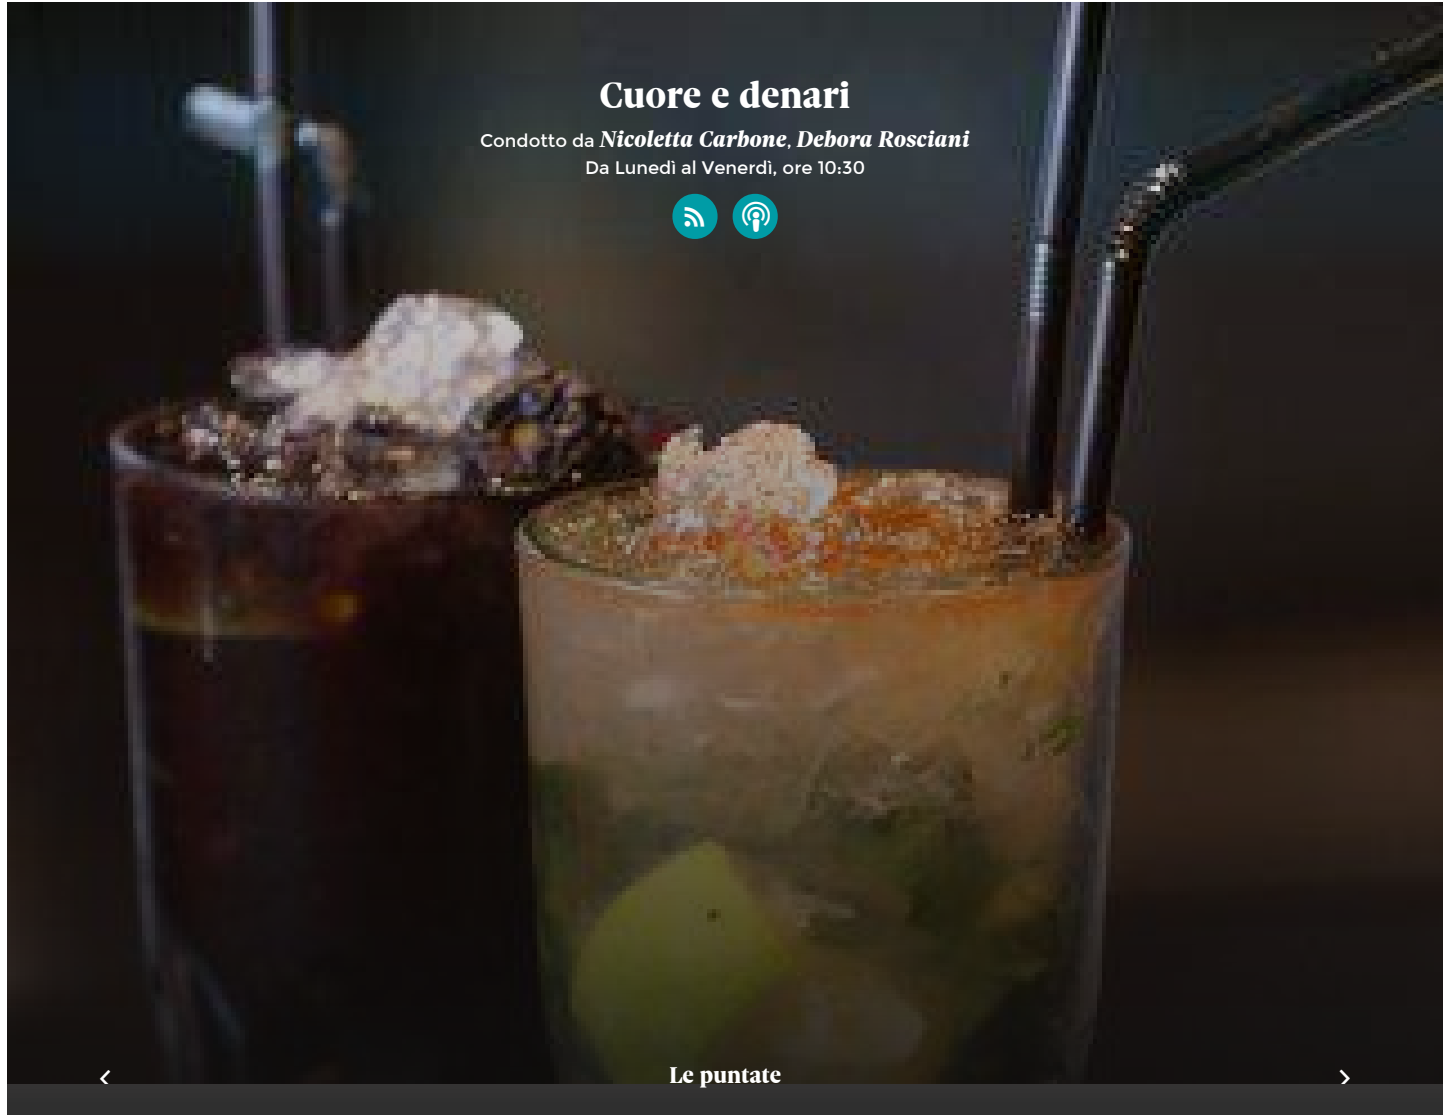 Cuore e denari
Condotto da Nicoletta Carbone, Debora Rosciani
Da Lunedì al Venerdì, ore 10:30
Le puntate